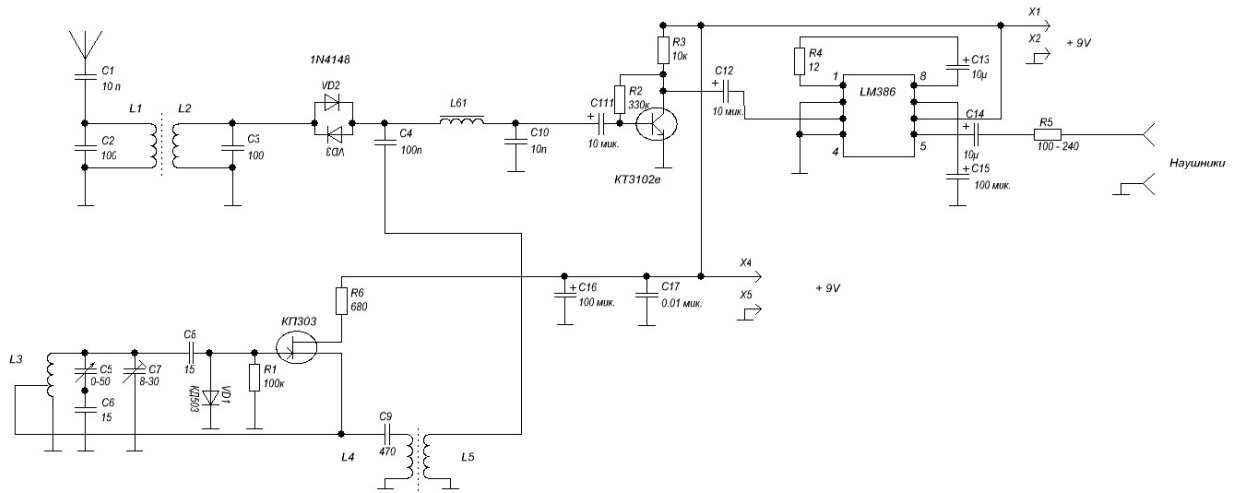 C1
10 п
L1
L2
C2
100
C3
100
1N4148
VD2
VD3
C4
100п
L61
C10
10п
C111
10 мик.
R2
330к
R3
10к
КТ3102е
C12
10 мик.
R4
12
1
8
LM386
4
5
C13
10µ
C14
10µ
C15
100 мик.
R5
100 - 240
X1
X2
+ 9V
Наушники
X4
X5
+ 9V
C16
100 мик.
C17
0.01 мик.
R6
680
КП303
C8
15
L3
C5
0-50
C7
8-30
C6
15
КД503
VD1
R1
100к
C9
470
L4
L5